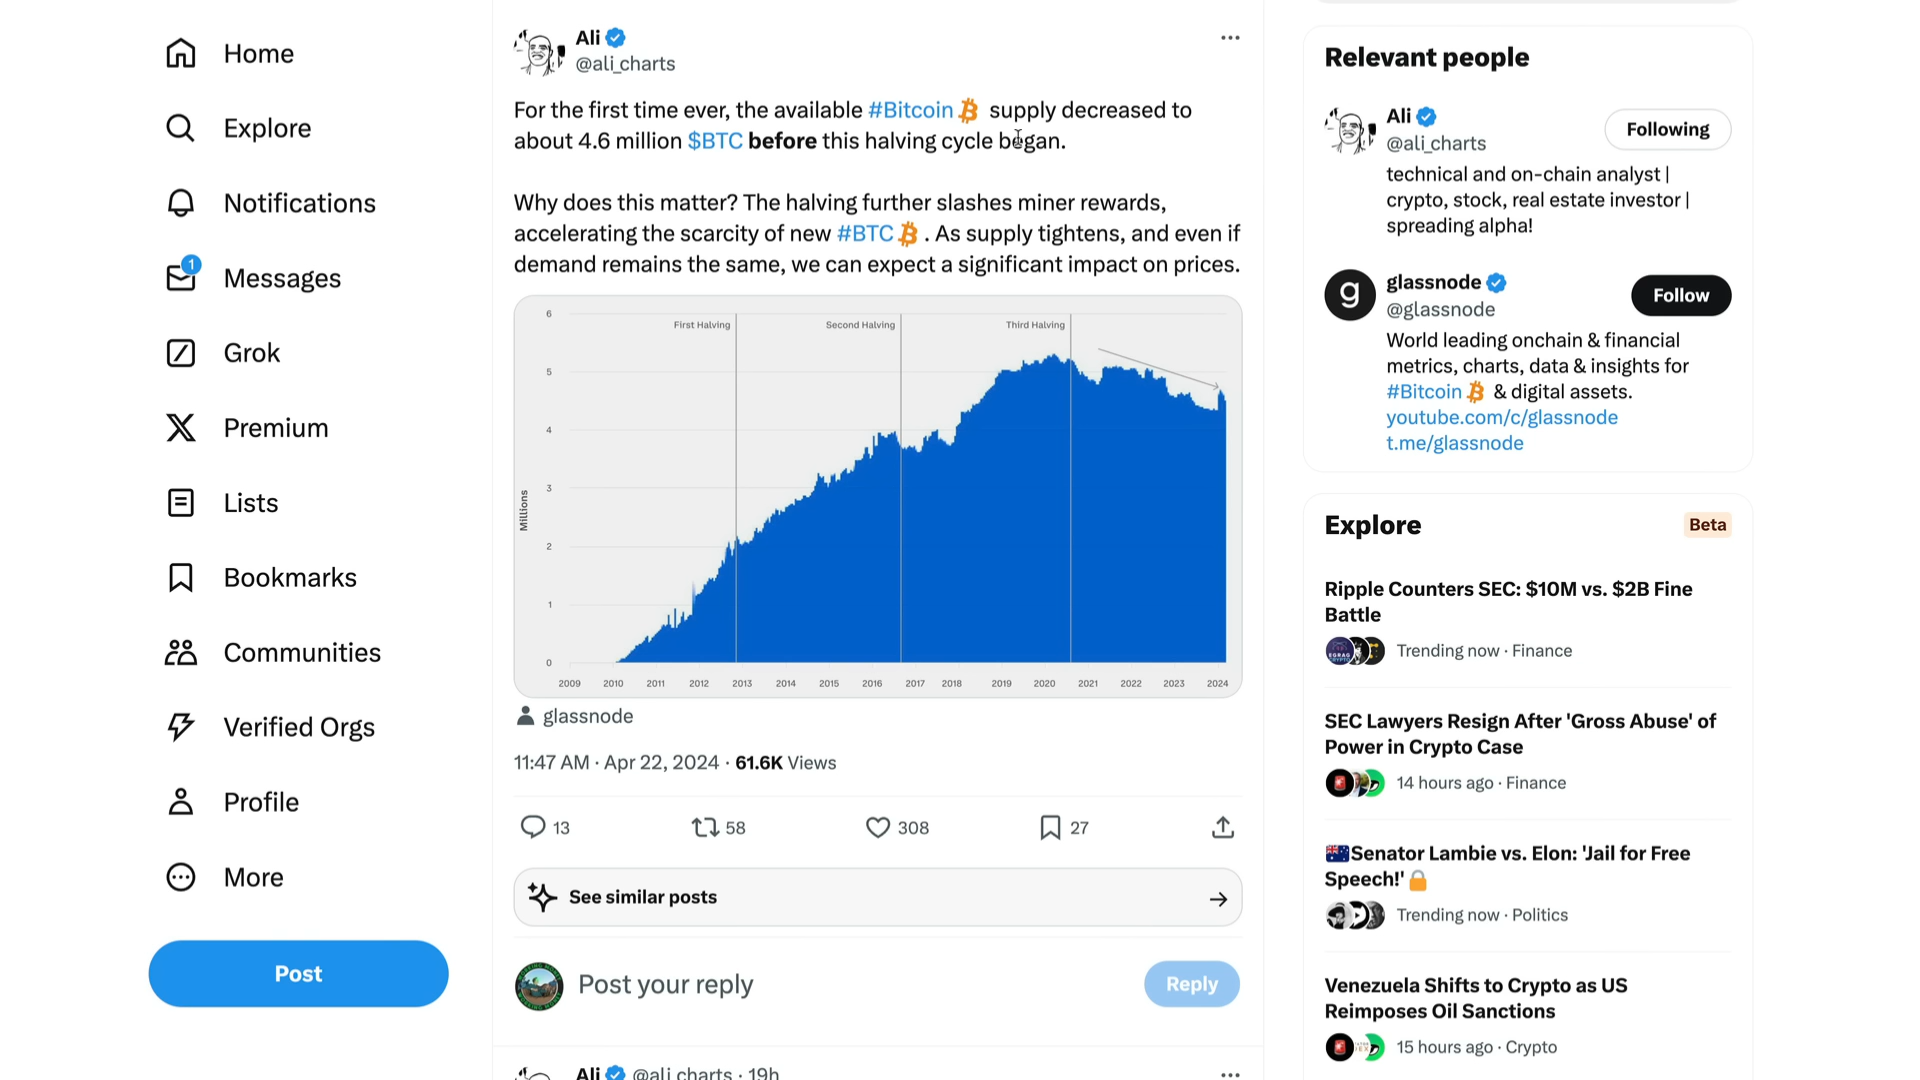 Home
Explore
Notifications
1
Messages
Grok
Premium
Lists
Bookmarks
Communities
Verified Orgs
Profile
More
Post
Ali
@ali_charts
For the first time ever, the available #Bitcoin supply decreased to
about 4.6 million $BTC before this halving cycle began.
Why does this matter? The halving further slashes miner rewards,
accelerating the scarcity of new #BTC . As supply tightens, and even if
demand remains the same, we can expect a significant impact on prices.
First Halving
Second Halving
Third Halving
Millions
6
5
4
3
2
1
0
2009 2010 2011 2012 2013 2014 2015 2016 2017 2018 2019 2020 2021 2022 2023 2024
glassnode
11:47 AM · Apr 22, 2024 · 61.6K Views
13 58 308 27
See similar posts
Post your reply
Reply
Ali @ali_charts · 19h
Relevant people
Ali
@ali_charts
Following
technical and on-chain analyst |
crypto, stock, real estate investor |
spreading alpha!
glassnode
@glassnode
Follow
World leading onchain & financial
metrics, charts, data & insights for
#Bitcoin & digital assets.
youtube.com/c/glassnode
t.me/glassnode
Explore
Beta
Ripple Counters SEC: $10M vs. $2B Fine
Battle
Trending now · Finance
SEC Lawyers Resign After 'Gross Abuse' of
Power in Crypto Case
14 hours ago · Finance
Senator Lambie vs. Elon: 'Jail for Free
Speech!'
Trending now · Politics
Venezuela Shifts to Crypto as US
Reimposes Oil Sanctions
15 hours ago · Crypto